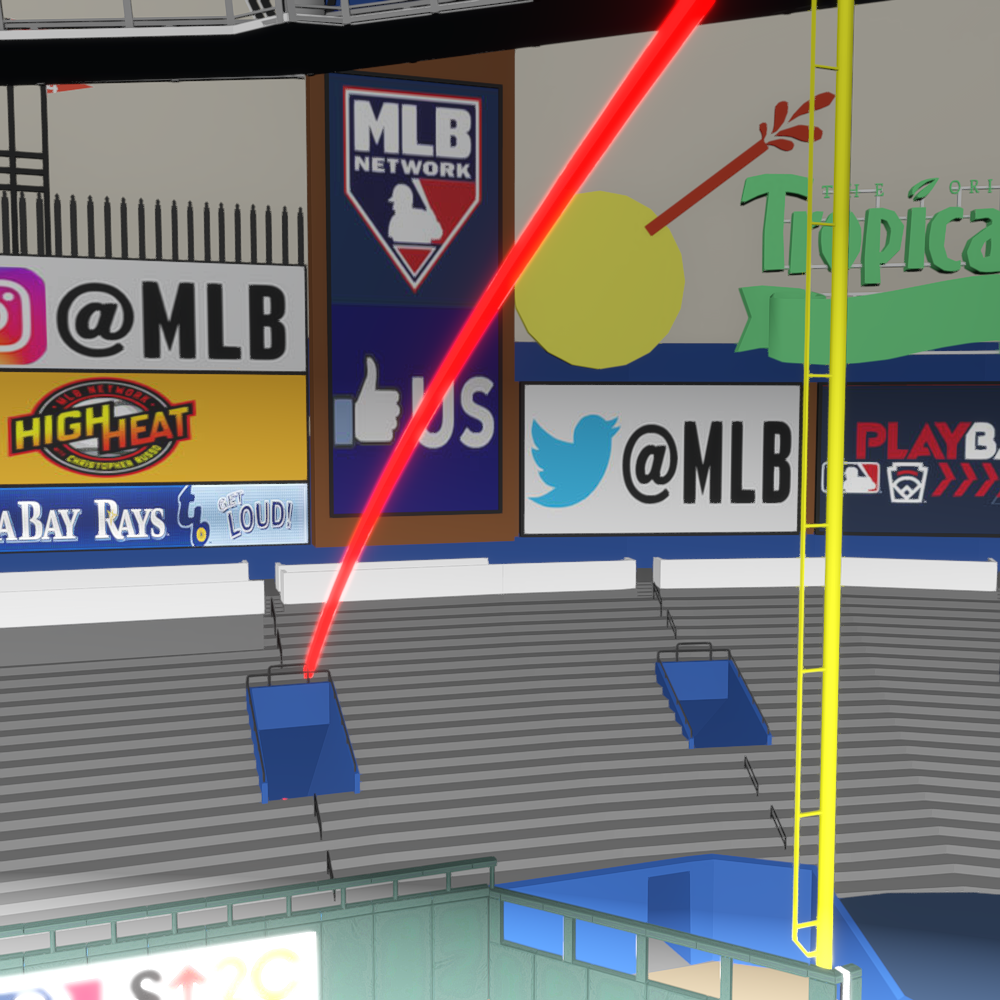 MLB
NETWORK
@MLB
MLB NETWORK
HIGH HEAT
CHRISTOPHER RUSSO
ABAY RAYS
GET
LOUD!
US
@MLB
THE ORI
Tropica
PLAYBA